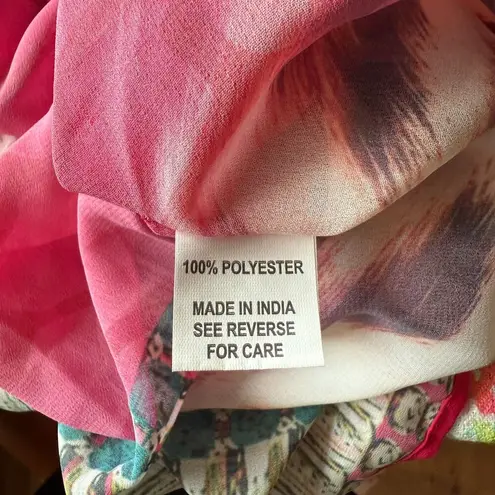 100% POLYESTER
MADE IN INDIA
SEE REVERSE
FOR CARE